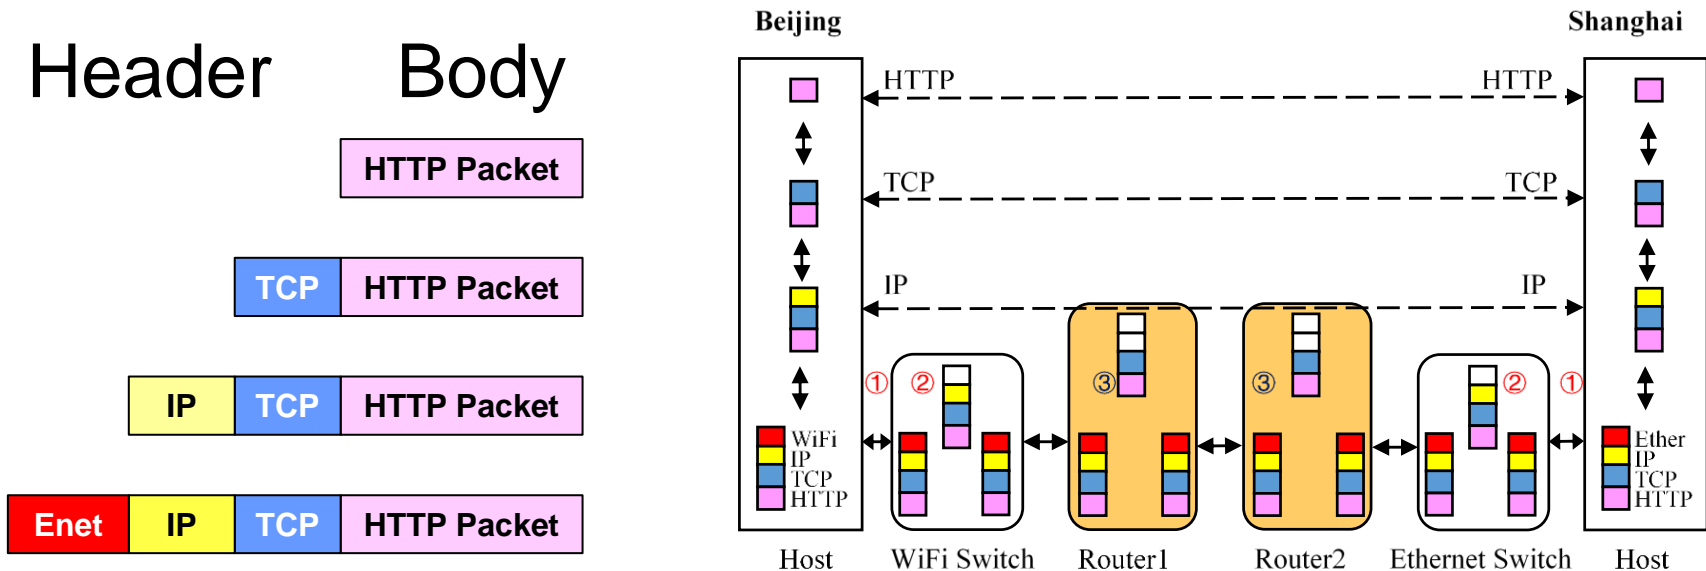 Header Body
HTTP Packet
TCP HTTP Packet
IP TCP HTTP Packet
Enet IP TCP HTTP Packet
Beijing Shanghai
HTTP HTTP
TCP TCP
IP IP
① ② ③ ③ ② ①
WiFi Ether
IP IP
TCP TCP
HTTP HTTP
Host WiFi Switch Router1 Router2 Ethernet Switch Host